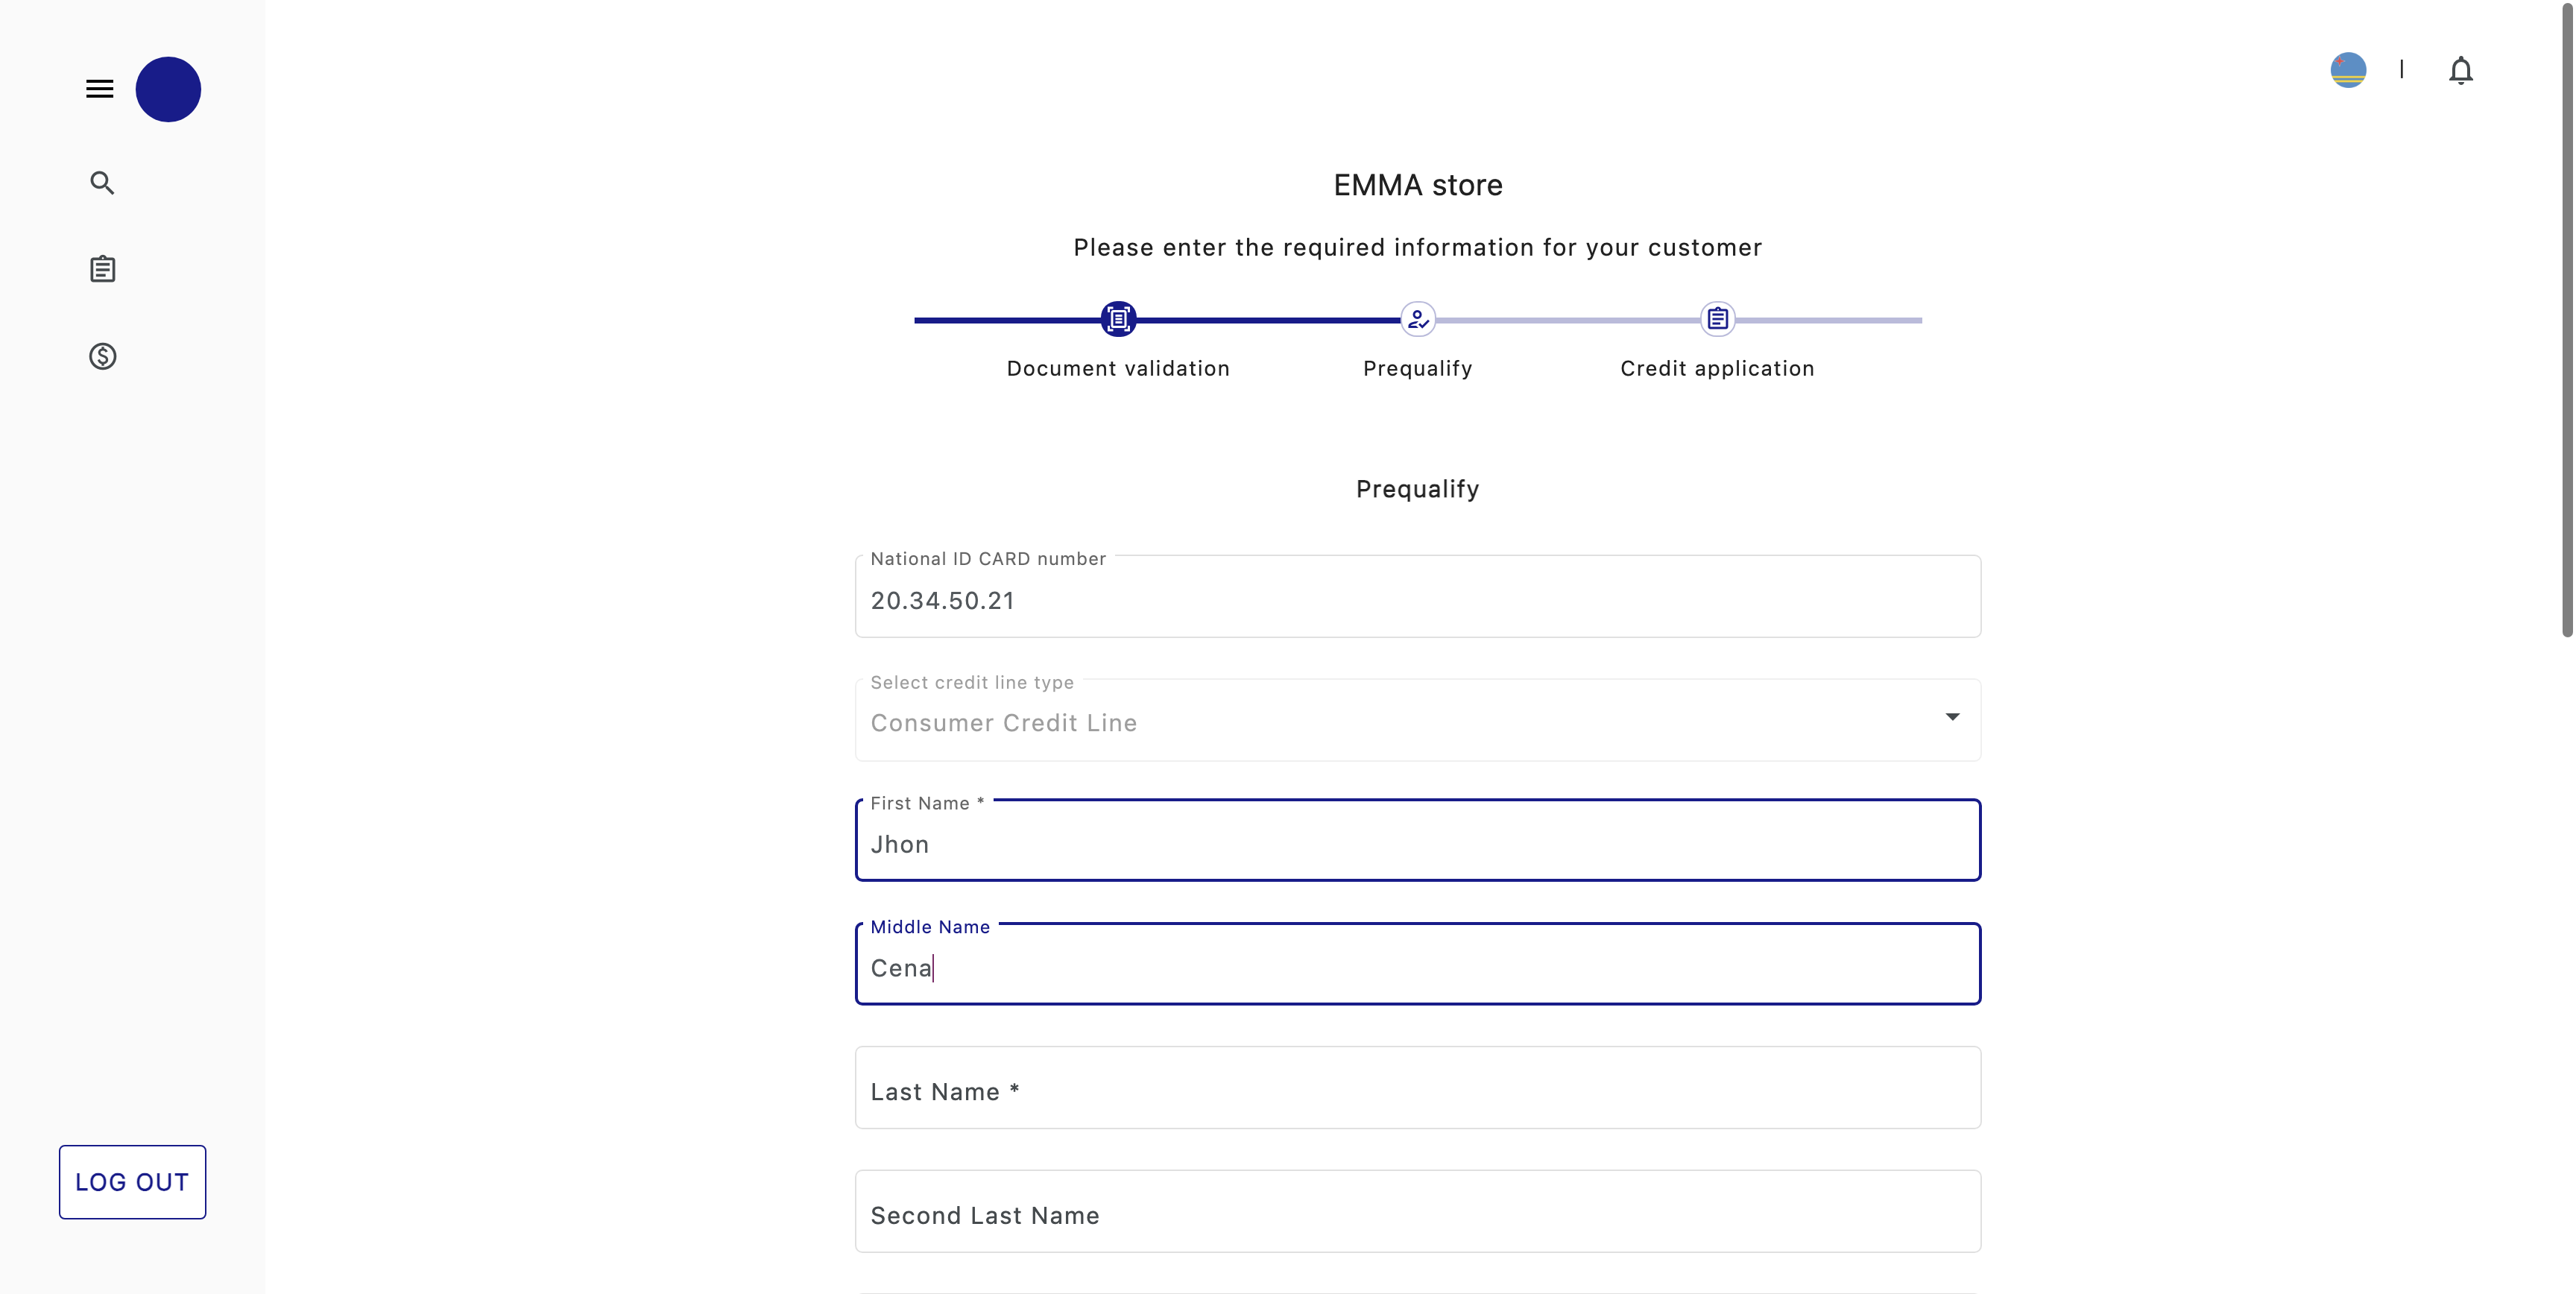 EMMA store
Please enter the required information for your customer
Document validation
Prequalify
Credit application
Prequalify
National ID CARD number
20.34.50.21
Select credit line type
Consumer Credit Line
First Name *
Jhon
Middle Name
Cena
Last Name *
Second Last Name
LOG OUT